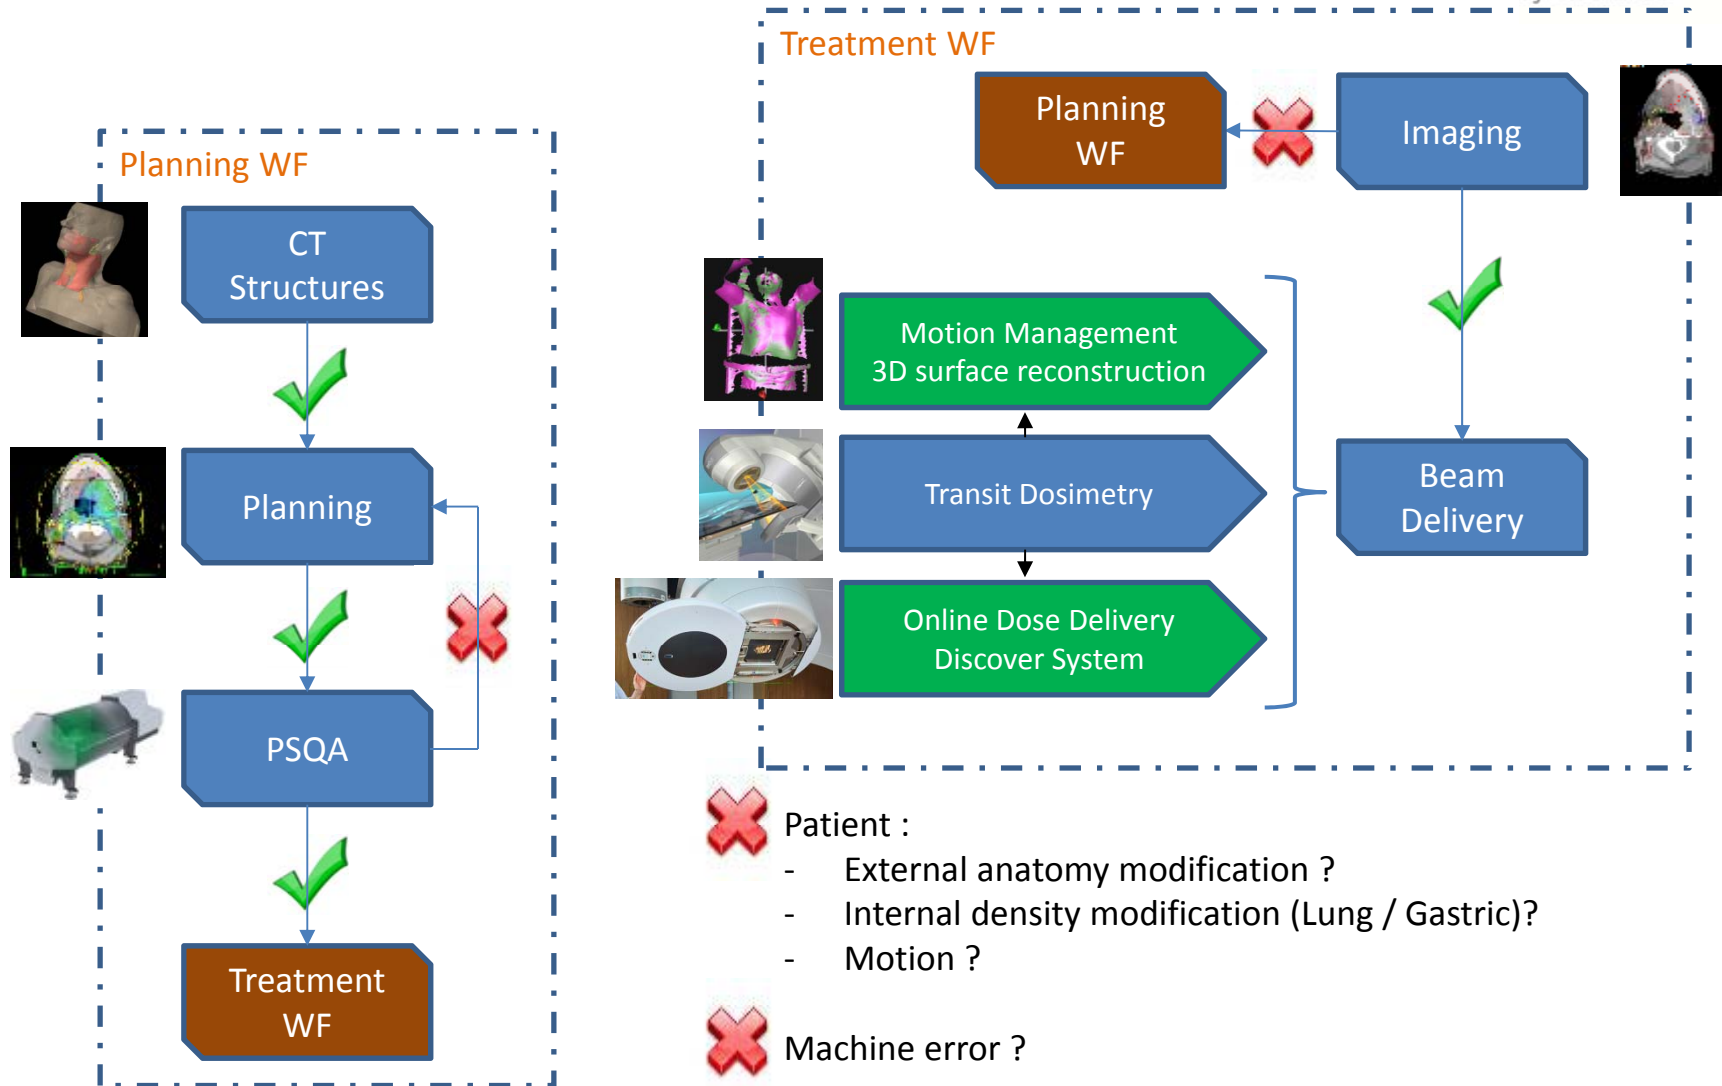 Planning WF
CT
Structures
Planning
PSQA
Treatment
WF
Treatment WF
Planning
WF
Imaging
Motion Management
3D surface reconstruction
Transit Dosimetry
Online Dose Delivery
Discover System
Beam
Delivery
Patient :
- External anatomy modification ?
- Internal density modification (Lung / Gastric)?
- Motion ?
Machine error ?